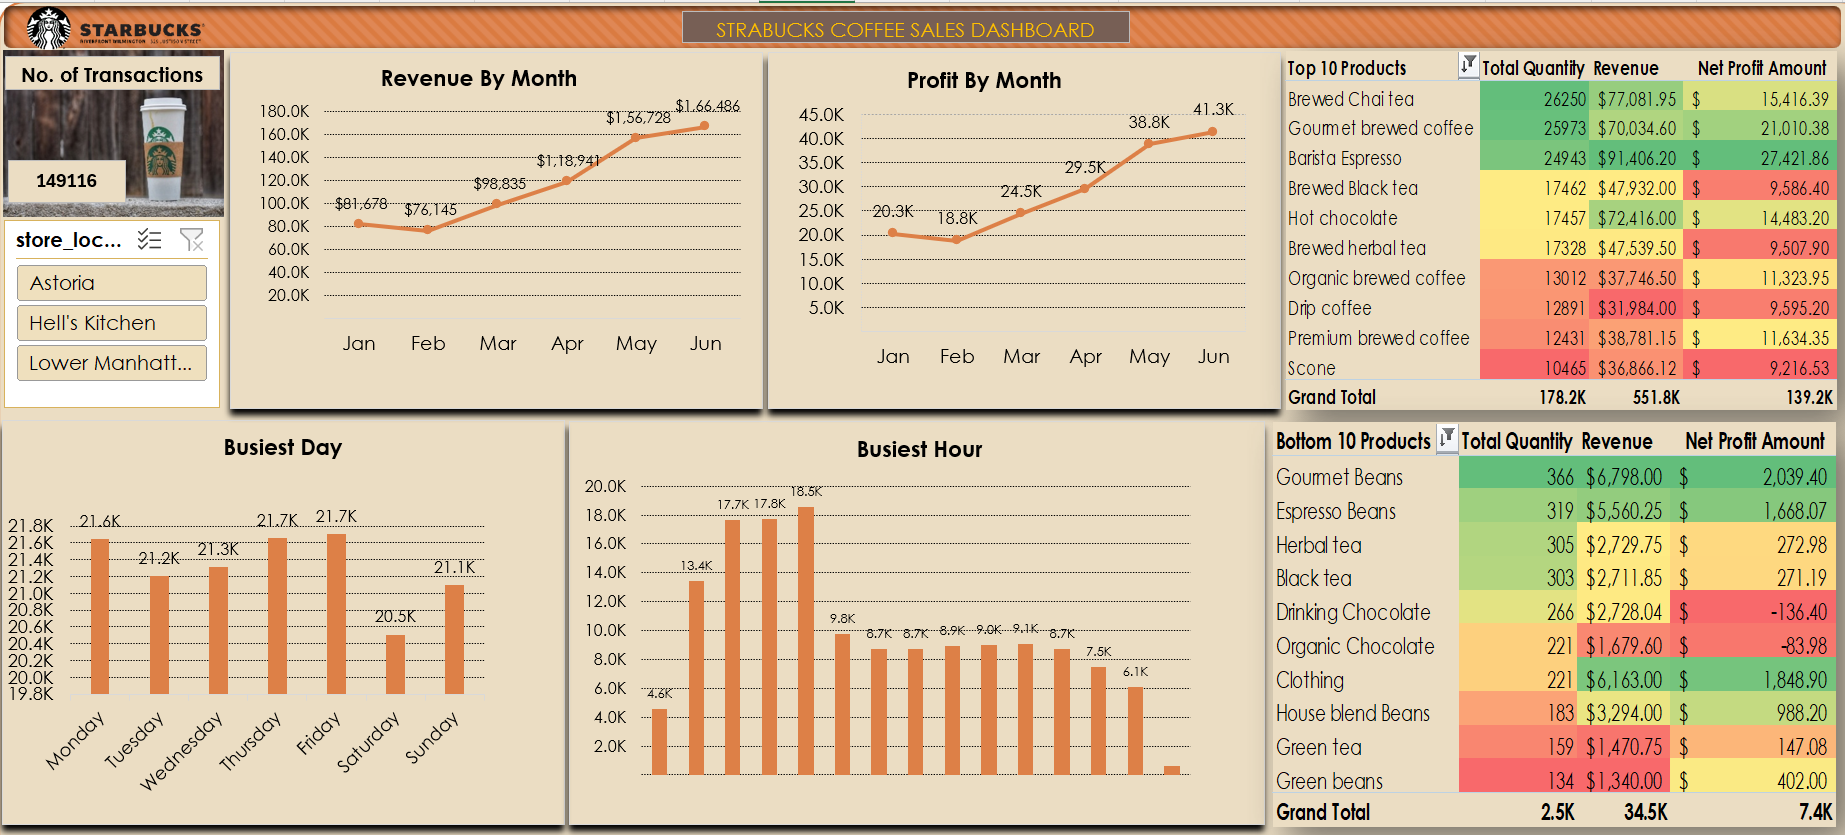 STARBUCKS
STRABUCKS COFFEE SALES DASHBOARD
No. of Transactions
149116
store_loc...
Astoria
Hell's Kitchen
Lower Manhatt...
Revenue By Month
180.0K
160.0K
140.0K
120.0K
100.0K
80.0K
60.0K
40.0K
20.0K
$81,678
$76,145
$98,835
$1,18,941
$1,56,728
$1,66,486
Jan Feb Mar Apr May Jun
Profit By Month
45.0K
40.0K
35.0K
30.0K
25.0K
20.0K
15.0K
10.0K
5.0K
20.3K
18.8K
24.5K
29.5K
38.8K
41.3K
Jan Feb Mar Apr May Jun
Top 10 Products Total Quantity Revenue Net Profit Amount
Brewed Chai tea 26250 $77,081.95 $ 15,416.39
Gourmet brewed coffee 25973 $70,034.60 $ 21,010.38
Barista Espresso 24943 $91,406.20 $ 27,421.86
Brewed Black tea 17462 $47,932.00 $ 9,586.40
Hot chocolate 17457 $72,416.00 $ 14,483.20
Brewed herbal tea 17328 $47,539.50 $ 9,507.90
Organic brewed coffee 13012 $37,746.50 $ 11,323.95
Drip coffee 12891 $31,984.00 $ 9,595.20
Premium brewed coffee 12431 $38,781.15 $ 11,634.35
Scone 10465 $36,866.12 $ 9,216.53
Grand Total 178.2K 551.8K 139.2K
Busiest Day
21.8K
21.6K
21.4K
21.2K
21.0K
20.8K
20.6K
20.4K
20.2K
20.0K
19.8K
21.6K
21.2K
21.3K
21.7K
21.7K
20.5K
21.1K
Monday Tuesday Wednesday Thursday Friday Saturday Sunday
Busiest Hour
20.0K
18.0K
16.0K
14.0K
12.0K
10.0K
8.0K
6.0K
4.0K
2.0K
4.6K
13.4K
17.7K
17.8K
18.5K
9.8K
8.7K
8.7K
8.9K
9.0K
9.1K
8.7K
7.5K
6.1K
Bottom 10 Products Total Quantity Revenue Net Profit Amount
Gourmet Beans 366 $6,798.00 $ 2,039.40
Espresso Beans 319 $5,560.25 $ 1,668.07
Herbal tea 305 $2,729.75 $ 272.98
Black tea 303 $2,711.85 $ 271.19
Drinking Chocolate 266 $2,728.04 $ -136.40
Organic Chocolate 221 $1,679.60 $ -83.98
Clothing 221 $6,163.00 $ 1,848.90
House blend Beans 183 $3,294.00 $ 988.20
Green tea 159 $1,470.75 $ 147.08
Green beans 134 $1,340.00 $ 402.00
Grand Total 2.5K 34.5K 7.4K